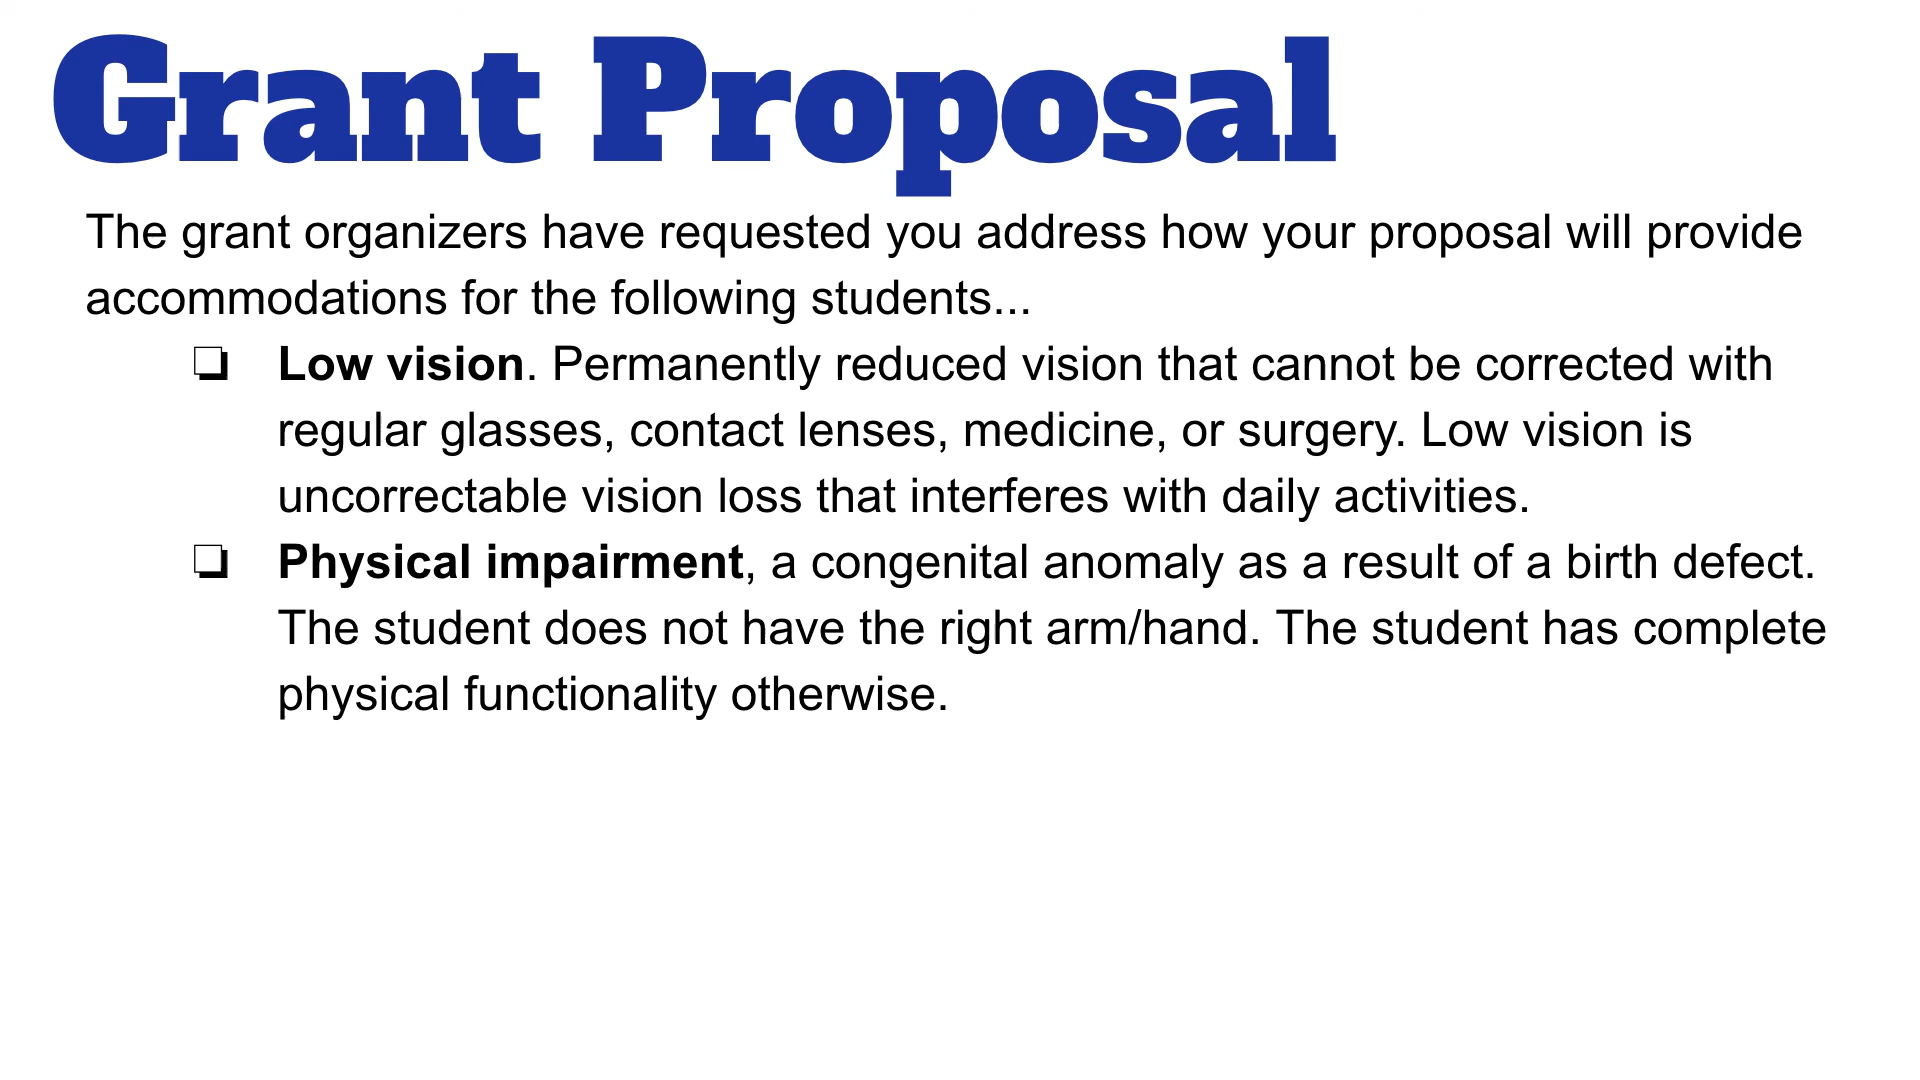 Grant Proposal
The grant organizers have requested you address how your proposal will provide
accommodations for the following students...
❏ Low vision. Permanently reduced vision that cannot be corrected with
regular glasses, contact lenses, medicine, or surgery. Low vision is
uncorrectable vision loss that interferes with daily activities.
❏ Physical impairment, a congenital anomaly as a result of a birth defect.
The student does not have the right arm/hand. The student has complete
physical functionality otherwise.